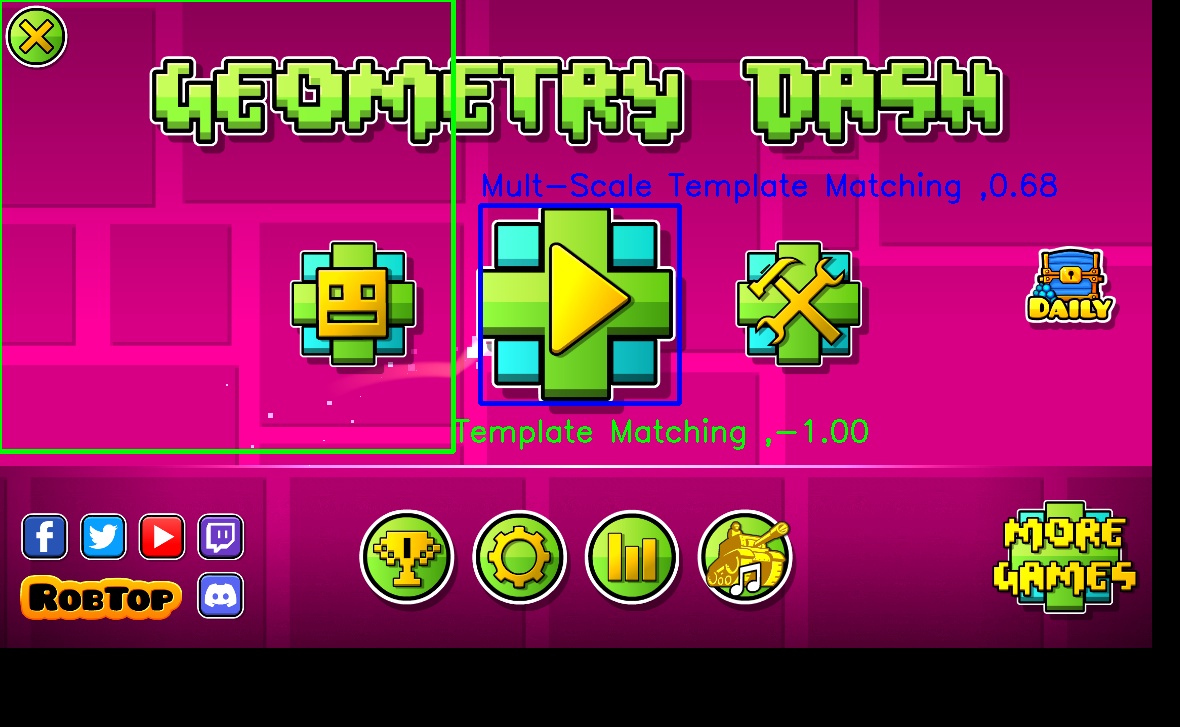 GEOMETRY DASH
Mult-Scale Template Matching ,0.68
DAILY
Template Matching ,-1.00
f
MORE
GAMES
ROBTOP